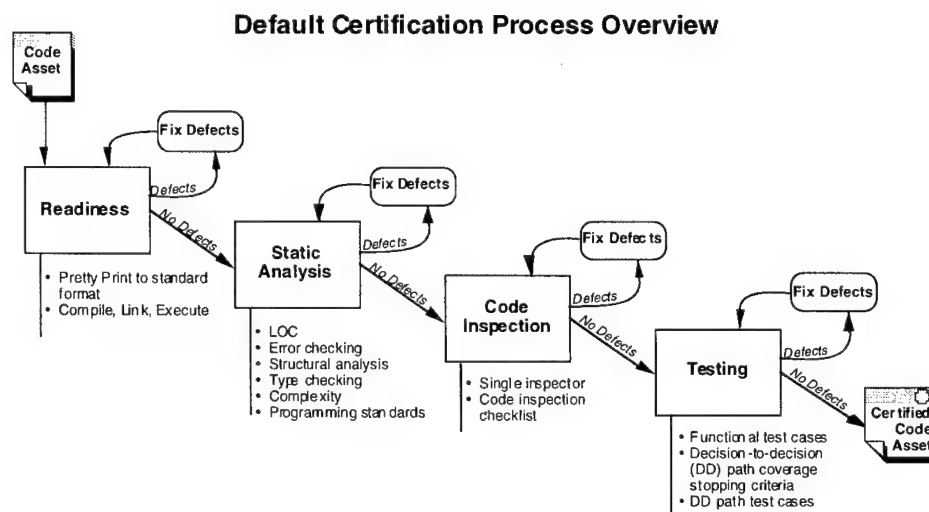 Default Certification Process Overview
Code
Asset
Fix Defects
Defects
Readiness
No Defects
• Pretty Print to standard
format
• Compile, Link, Execute
Fix Defects
Defects
Static
Analysis
No Defects
• LOC
• Error checking
• Structural analysis
• Type checking
• Complexity
• Programming standards
Fix Defects
Defects
Code
Inspection
No Defects
• Single inspector
• Code inspection
checklist
Fix Defects
Defects
Testing
No Defects
• Functional test cases
• Decision-to-decision
(DD) path coverage
stopping criteria
• DD path test cases
Certified
Code
Asset